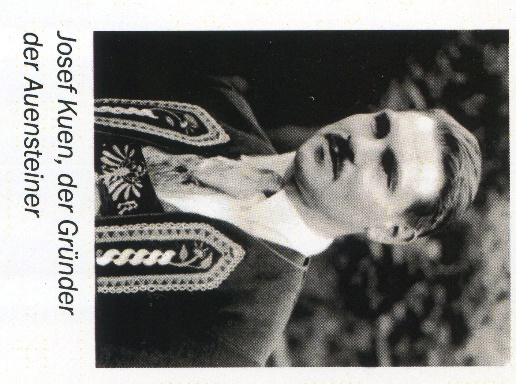 Josef Kuen, der Gründer
der Auensteiner